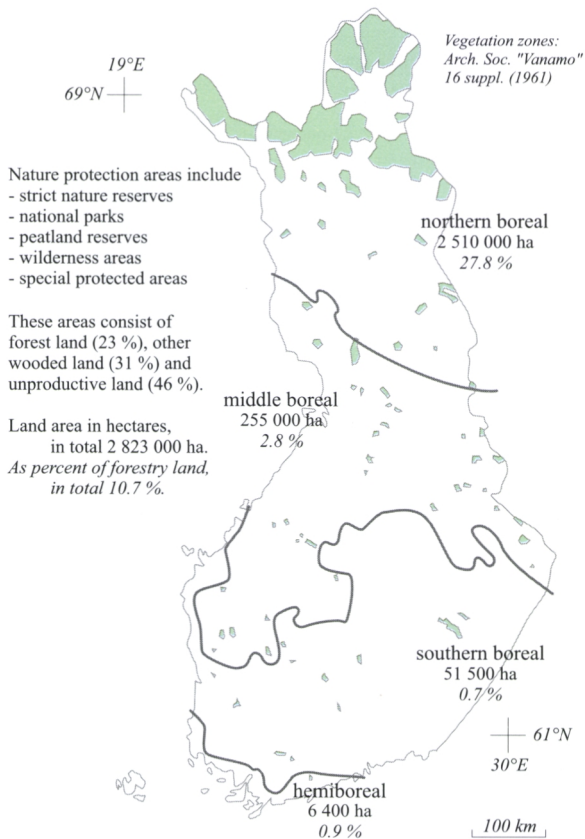 Vegetation zones:
Arch. Soc. "Vanamo"
16 suppl. (1961)
19°E
69°N
Nature protection areas include
- strict nature reserves
- national parks
- peatland reserves
- wilderness areas
- special protected areas
These areas consist of
forest land (23 %), other
wooded land (31 %) and
unproductive land (46 %).
Land area in hectares,
in total 2 823 000 ha.
As percent of forestry land,
in total 10.7 %.
northern boreal
2 510 000 ha
27.8 %
middle boreal
255 000 ha
2.8 %
southern boreal
51 500 ha
0.7 %
61°N
30°E
hemiboreal
6 400 ha
0.9 %
100 km